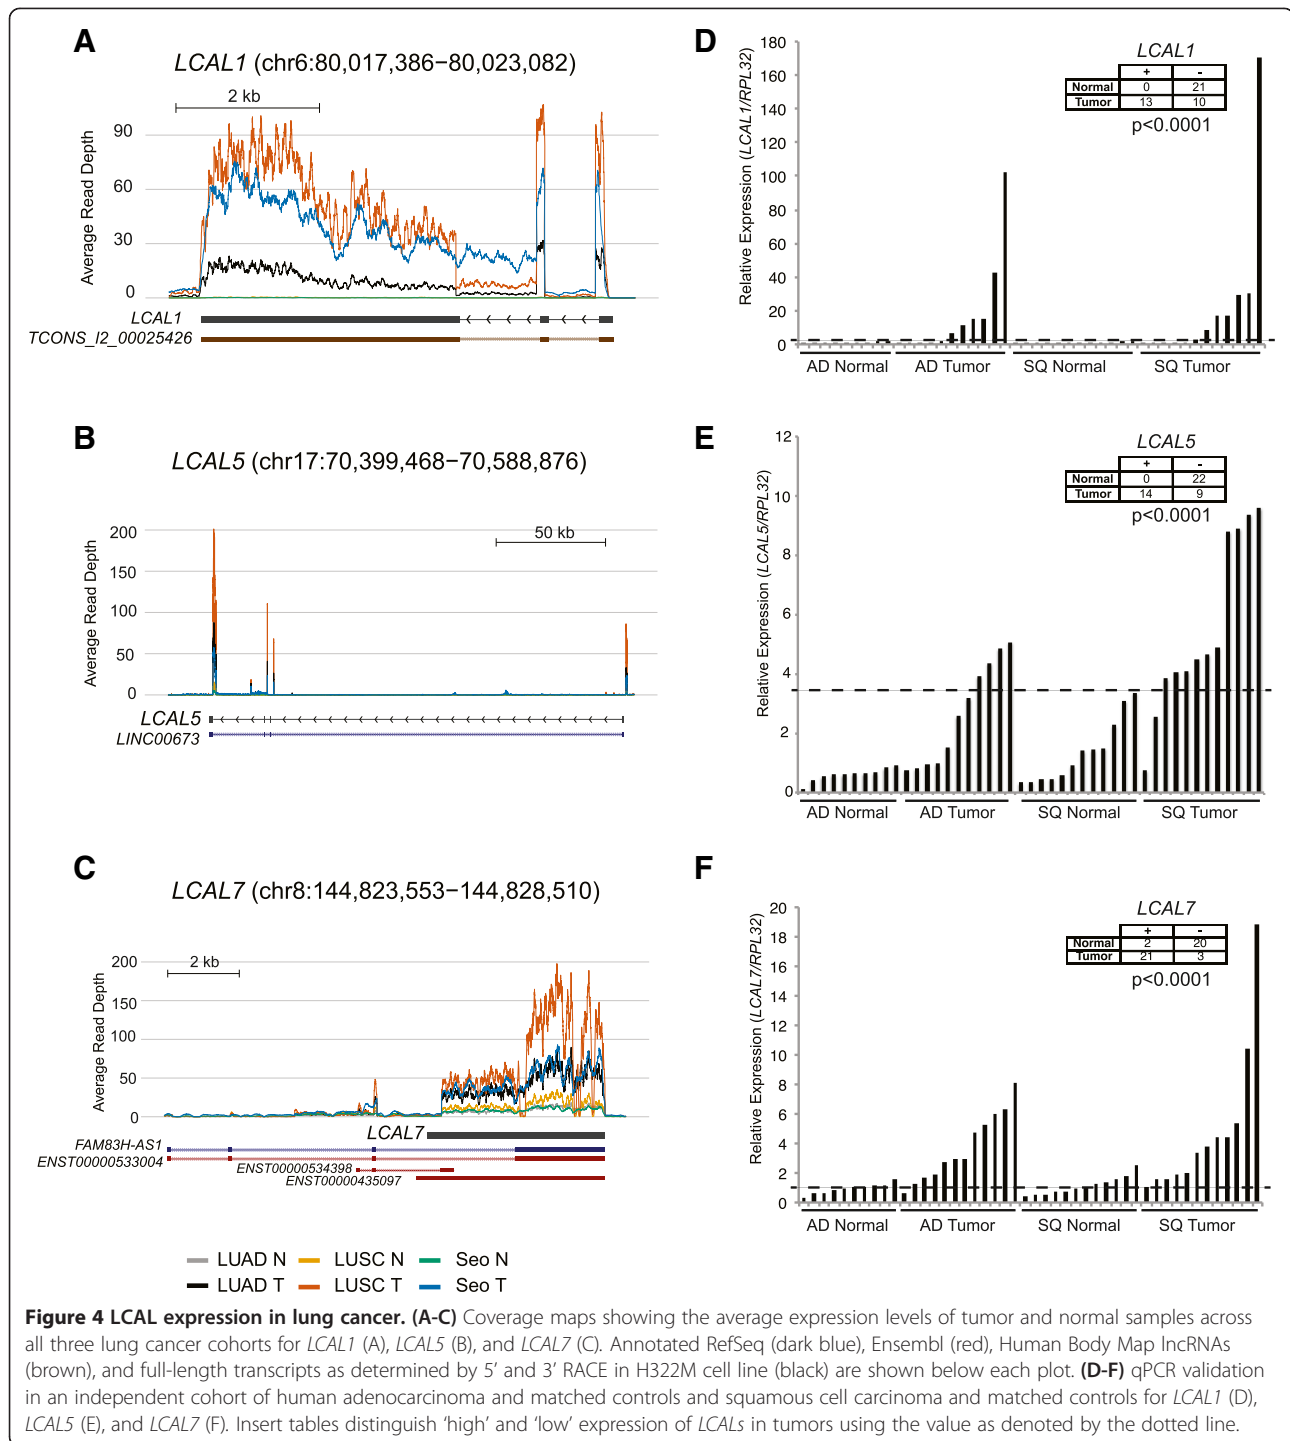 A
LCAL1 (chr6:80,017,386−80,023,082)
2 kb
Average Read Depth
90
60
30
0
LCAL1
TCONS_I2_00025426
B
LCAL5 (chr17:70,399,468−70,588,876)
50 kb
Average Read Depth
200
150
100
50
0
LCAL5
LINC00673
C
LCAL7 (chr8:144,823,553−144,828,510)
2 kb
Average Read Depth
200
150
100
50
0
LCAL7
FAM83H-AS1
ENST00000533004
ENST00000534398
ENST00000435097
LUAD N LUSC N Seo N
LUAD T LUSC T Seo T
D
LCAL1
+ -
Normal 0 21
Tumor 13 10
p<0.0001
Relative Expression (LCAL1/RPL32)
180
160
140
120
100
80
60
40
20
0
AD Normal AD Tumor SQ Normal SQ Tumor
E
LCAL5
+ -
Normal 0 22
Tumor 14 9
p<0.0001
Relative Expression (LCAL5/RPL32)
12
10
8
6
4
2
0
AD Normal AD Tumor SQ Normal SQ Tumor
F
LCAL7
+ -
Normal 2 20
Tumor 21 3
p<0.0001
Relative Expression (LCAL7/RPL32)
20
18
16
14
12
10
8
6
4
2
0
AD Normal AD Tumor SQ Normal SQ Tumor
Figure 4 LCAL expression in lung cancer. (A-C) Coverage maps showing the average expression levels of tumor and normal samples across
all three lung cancer cohorts for LCAL1 (A), LCAL5 (B), and LCAL7 (C). Annotated RefSeq (dark blue), Ensembl (red), Human Body Map lncRNAs
(brown), and full-length transcripts as determined by 5’ and 3’ RACE in H322M cell line (black) are shown below each plot. (D-F) qPCR validation
in an independent cohort of human adenocarcinoma and matched controls and squamous cell carcinoma and matched controls for LCAL1 (D),
LCAL5 (E), and LCAL7 (F). Insert tables distinguish ‘high’ and ‘low’ expression of LCALs in tumors using the value as denoted by the dotted line.